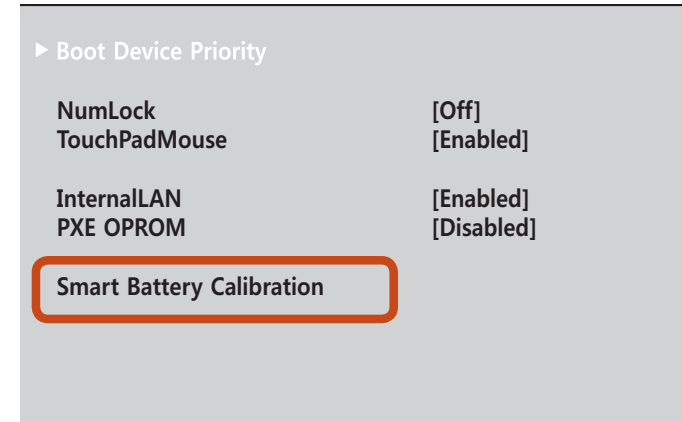 ▶ Boot Device Priority
NumLock [Off]
TouchPadMouse [Enabled]
InternalLAN [Enabled]
PXE OPROM [Disabled]
Smart Battery Calibration